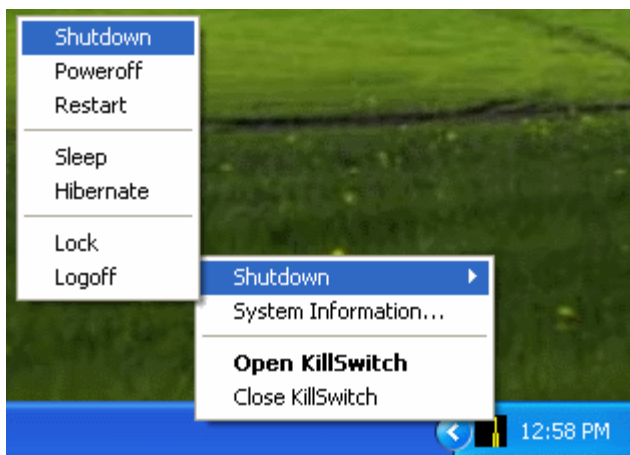 Shutdown
Poweroff
Restart
Sleep
Hibernate
Lock
Logoff
Shutdown
System Information...
Open KillSwitch
Close KillSwitch
12:58 PM